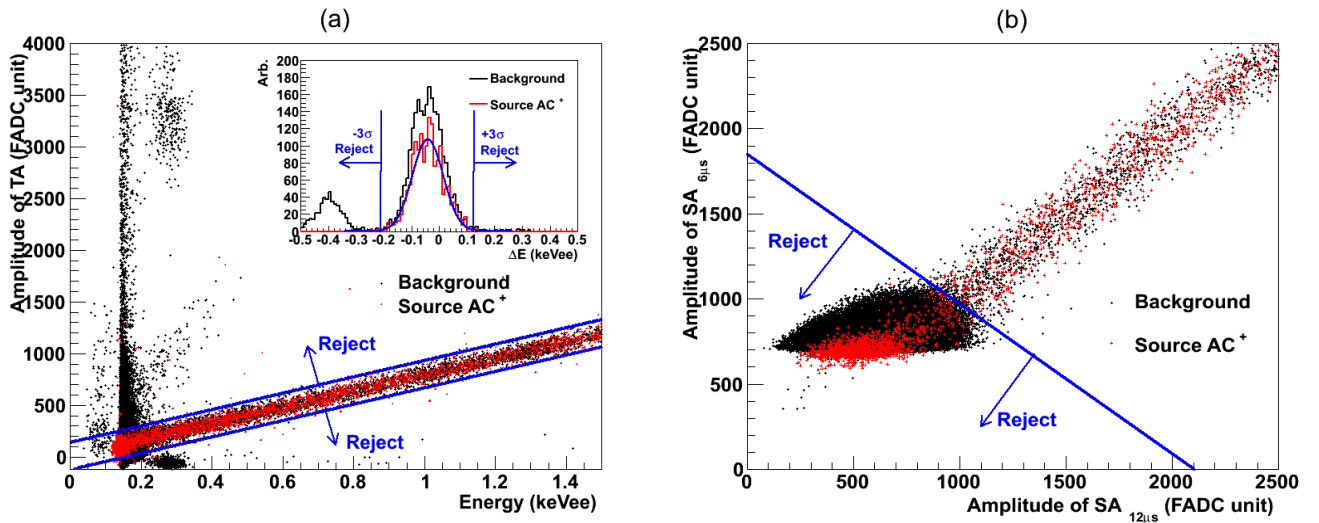 (a)
Amplitude of TA (FADC unit)
4000
3500
3000
2500
2000
1500
1000
500
0
0 0.2 0.4 0.6 0.8 1 1.2 1.4
Energy (keVee)
Arb.
200
180
160
140
120
100
80
60
40
20
0
-0.5 -0.4 -0.3 -0.2 -0.1 0 0.1 0.2 0.3 0.4 0.5
ΔE (keVee)
Background
Source AC +
-3σ
Reject
+3σ
Reject
Background
Source AC +
Reject
Reject
(b)
Amplitude of SA 6μs (FADC unit)
2500
2000
1500
1000
500
0
0 500 1000 1500 2000 2500
Amplitude of SA 12μs (FADC unit)
Reject
Background
Source AC +
Reject